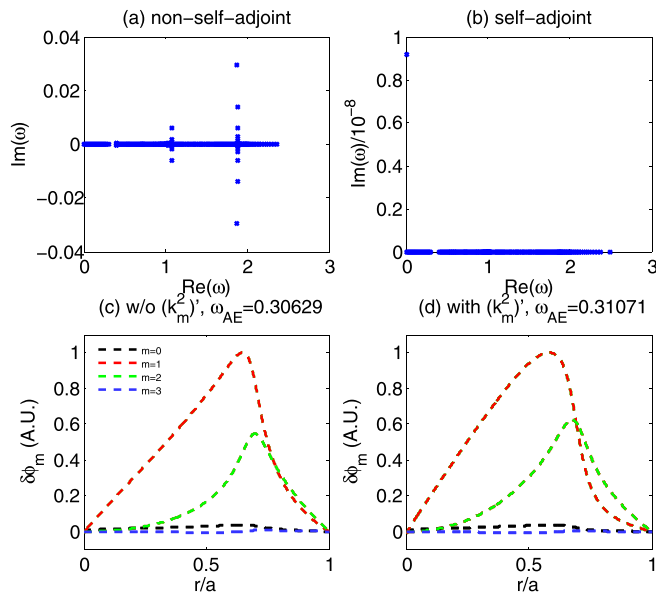 (a) non−self−adjoint
(b) self−adjoint
0.04
0.02
0
−0.02
−0.04
Im(ω)
0
1
2
3
Re(ω)
1
0.8
0.6
0.4
0.2
0
Im(ω)/10⁻⁸
0
1
2
3
Re(ω)
(c) w/o (k²ₘ)’, ω_AE=0.30629
(d) with (k²ₘ)’, ω_AE=0.31071
m=0
m=1
m=2
m=3
1
0.8
0.6
0.4
0.2
0
δϕₘ (A.U.)
0
0.5
1
r/a
1
0.8
0.6
0.4
0.2
0
δϕₘ (A.U.)
0
0.5
1
r/a